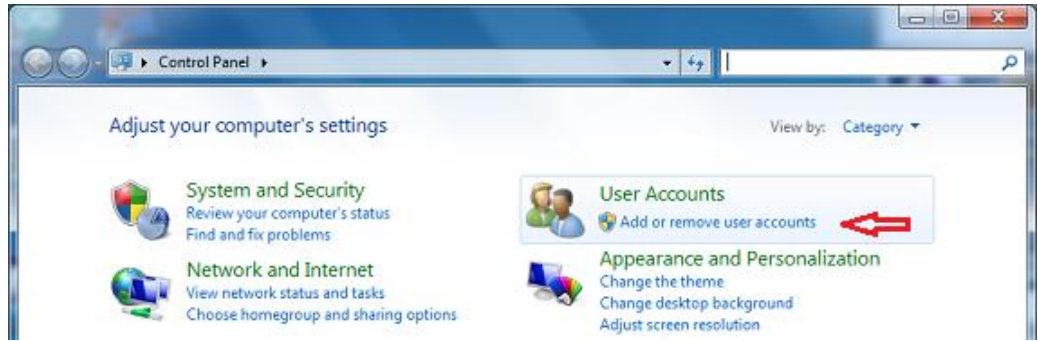 Control Panel
Adjust your computer's settings
View by: Category
System and Security
Review your computer's status
Find and fix problems
Network and Internet
View network status and tasks
Choose homegroup and sharing options
User Accounts
Add or remove user accounts
Appearance and Personalization
Change the theme
Change desktop background
Adjust screen resolution